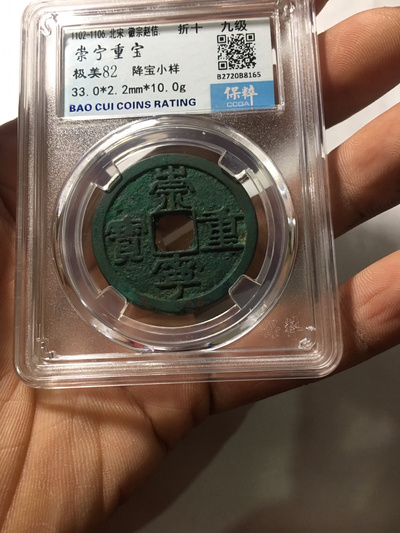 1102-1106 北宋 徽宗赵佶 折十 九级
崇宁重宝
极美82 降宝小样
33.0*2.2mm*10.0g
BAO CUI COINS RATING
B2720B8165
保粹
CCGA
崇寧重寳